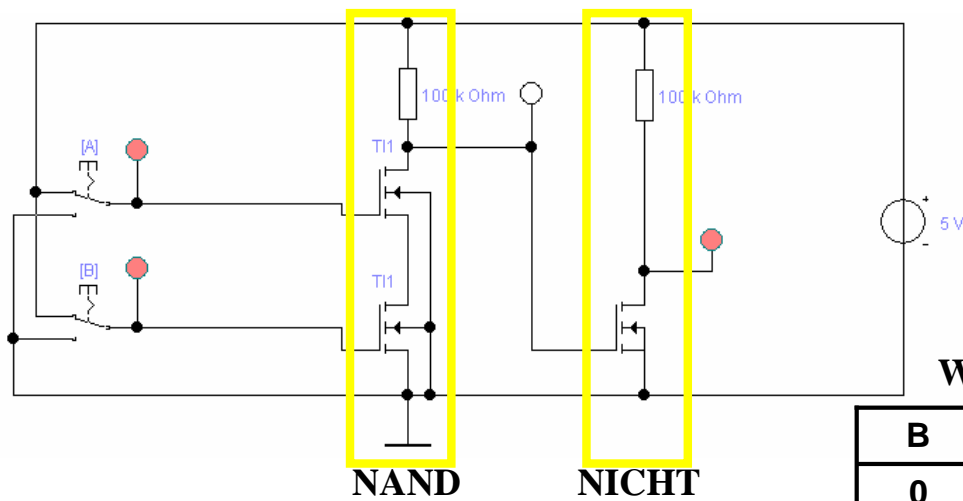 100 k Ohm
100 k Ohm
[A]
TI1
+
5 V
-
[B]
TI1
W
B
0
NAND
NICHT